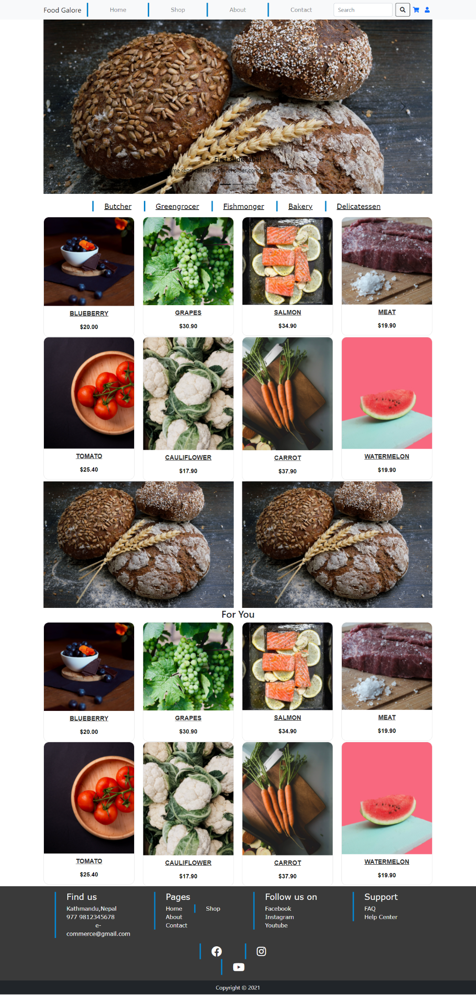 Food Galore Home Shop About Contact Search
First slide label
me representative placeholder content for the first slide.
Butcher Greengrocer Fishmonger Bakery Delicatessen
BLUEBERRY GRAPES SALMON MEAT
$20.00 $30.90 $34.90 $19.90
TOMATO CAULIFLOWER CARROT WATERMELON
$25.40 $17.90 $37.90 $19.90
For You
BLUEBERRY GRAPES SALMON MEAT
$20.00 $30.90 $34.90 $19.90
TOMATO CAULIFLOWER CARROT WATERMELON
$25.40 $17.90 $37.90 $19.90
Find us
Kathmandu,Nepal
977 9812345678
e-
commerce@gmail.com
Pages
Home Shop
About
Contact
Follow us on
Facebook
Instagram
Youtube
Support
FAQ
Help Center
Copyright © 2021